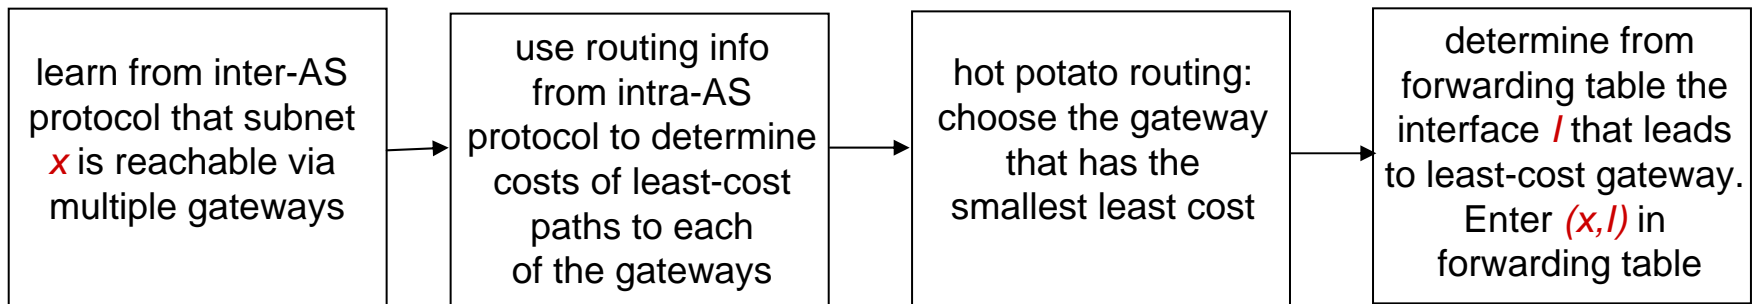 learn from inter-AS
protocol that subnet
x is reachable via
multiple gateways
use routing info
from intra-AS
protocol to determine
costs of least-cost
paths to each
of the gateways
hot potato routing:
choose the gateway
that has the
smallest least cost
determine from
forwarding table the
interface I that leads
to least-cost gateway.
Enter (x,I) in
forwarding table